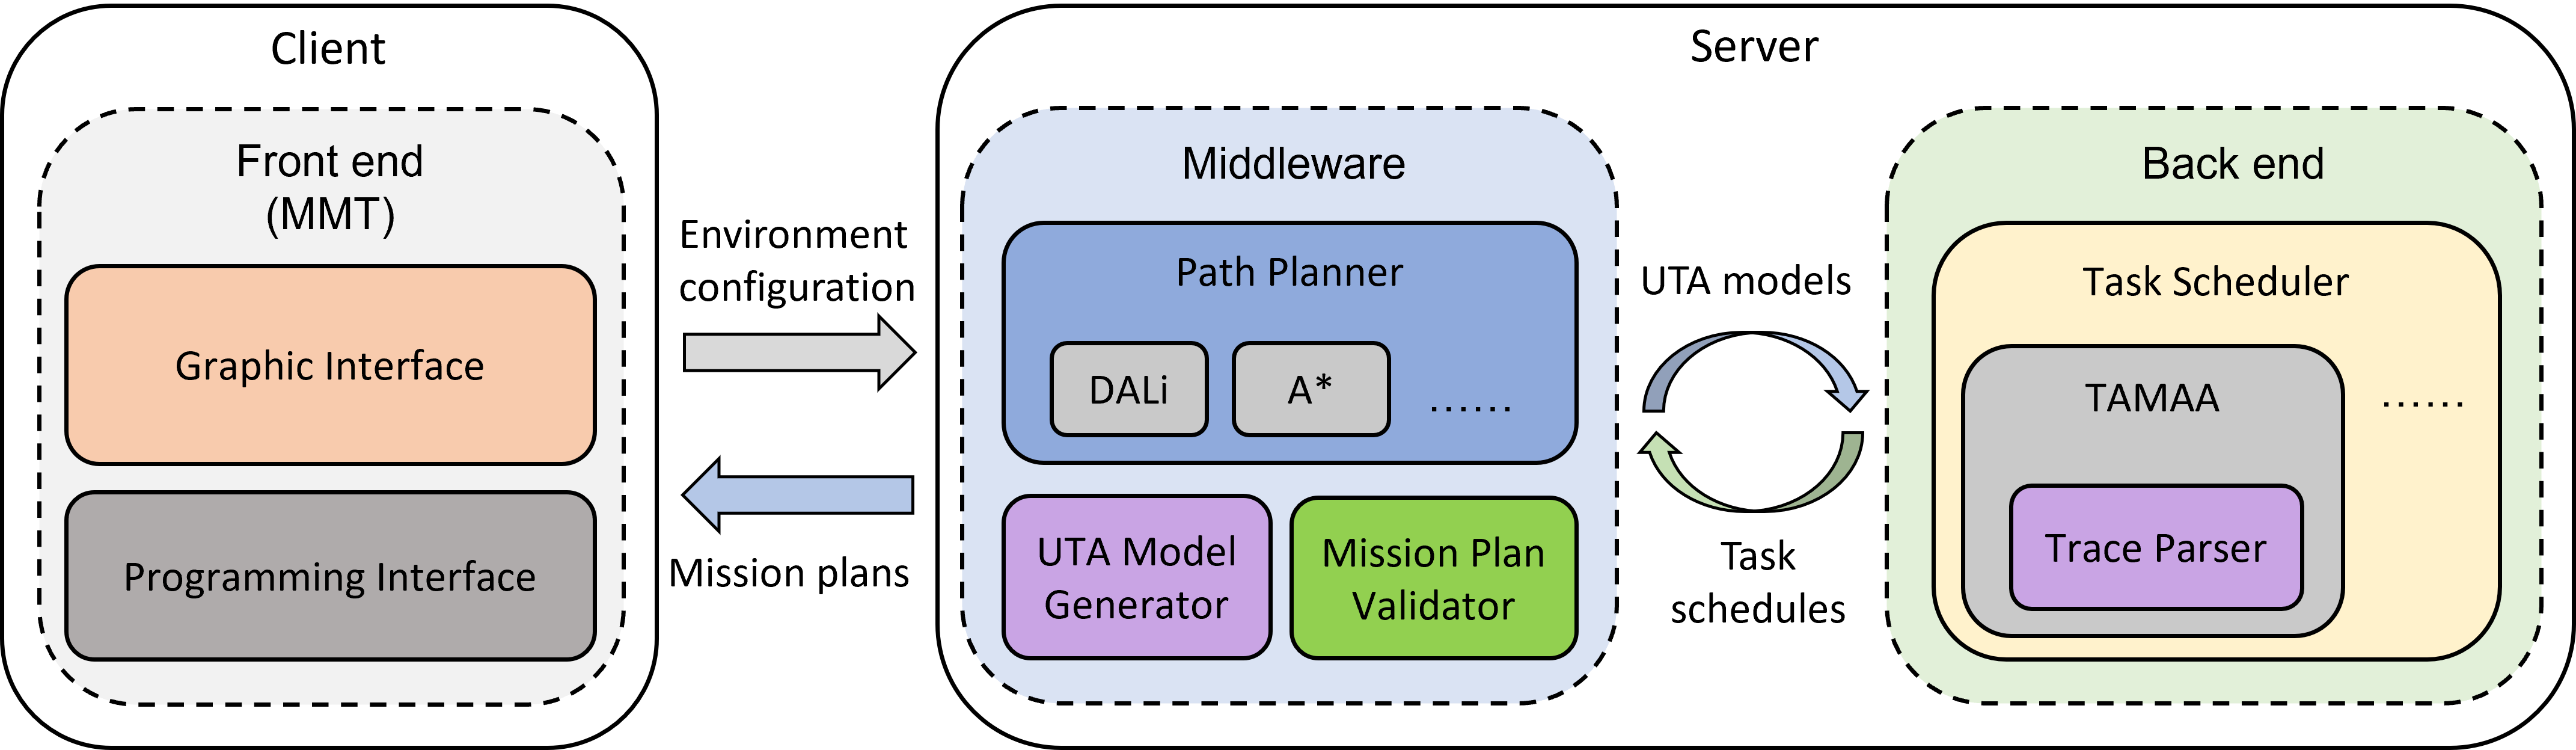 Client
Front end
(MMT)
Graphic Interface
Programming Interface
Environment
configuration
Mission plans
Server
Middleware
Path Planner
DALi
A*
......
UTA Model
Generator
Mission Plan
Validator
UTA models
Task
schedules
Back end
Task Scheduler
TAMAA
......
Trace Parser